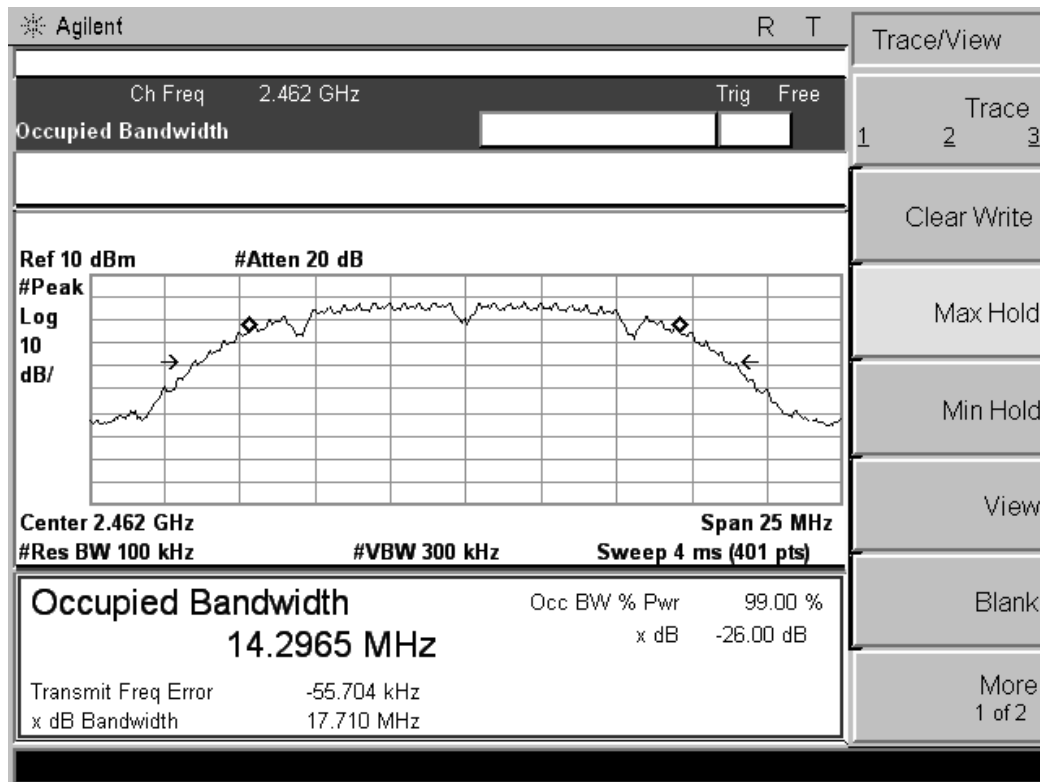 Agilent R T
Ch Freq 2.462 GHz Trig Free
Occupied Bandwidth
Ref 10 dBm #Atten 20 dB
#Peak
Log
10
dB/
Center 2.462 GHz Span 25 MHz
#Res BW 100 kHz #VBW 300 kHz Sweep 4 ms (401 pts)
Occupied Bandwidth Occ BW % Pwr 99.00 %
14.2965 MHz x dB -26.00 dB
Transmit Freq Error -55.704 kHz
x dB Bandwidth 17.710 MHz
Trace/View
Trace
1 2 3
Clear Write
Max Hold
Min Hold
View
Blank
More
1 of 2